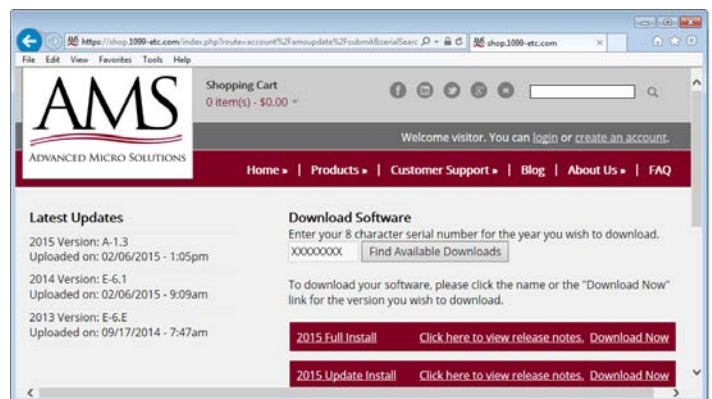 https://shop.1099-etc.com/index.php?route=account%2Famsupdate%2Fsubmit&serialSearc
shop.1099-etc.com
File Edit View Favorites Tools Help
AMS
ADVANCED MICRO SOLUTIONS
Shopping Cart
0 item(s) - $0.00
Welcome visitor. You can login or create an account.
Home » | Products » | Customer Support » | Blog | About Us » | FAQ
Latest Updates
2015 Version: A-1.3
Uploaded on: 02/06/2015 - 1:05pm
2014 Version: E-6.1
Uploaded on: 02/06/2015 - 9:09am
2013 Version: E-6.E
Uploaded on: 09/17/2014 - 7:47am
Download Software
Enter your 8 character serial number for the year you wish to download.
XXXXXXXX Find Available Downloads
To download your software, please click the name or the "Download Now"
link for the version you wish to download.
2015 Full Install Click here to view release notes. Download Now
2015 Update Install Click here to view release notes. Download Now